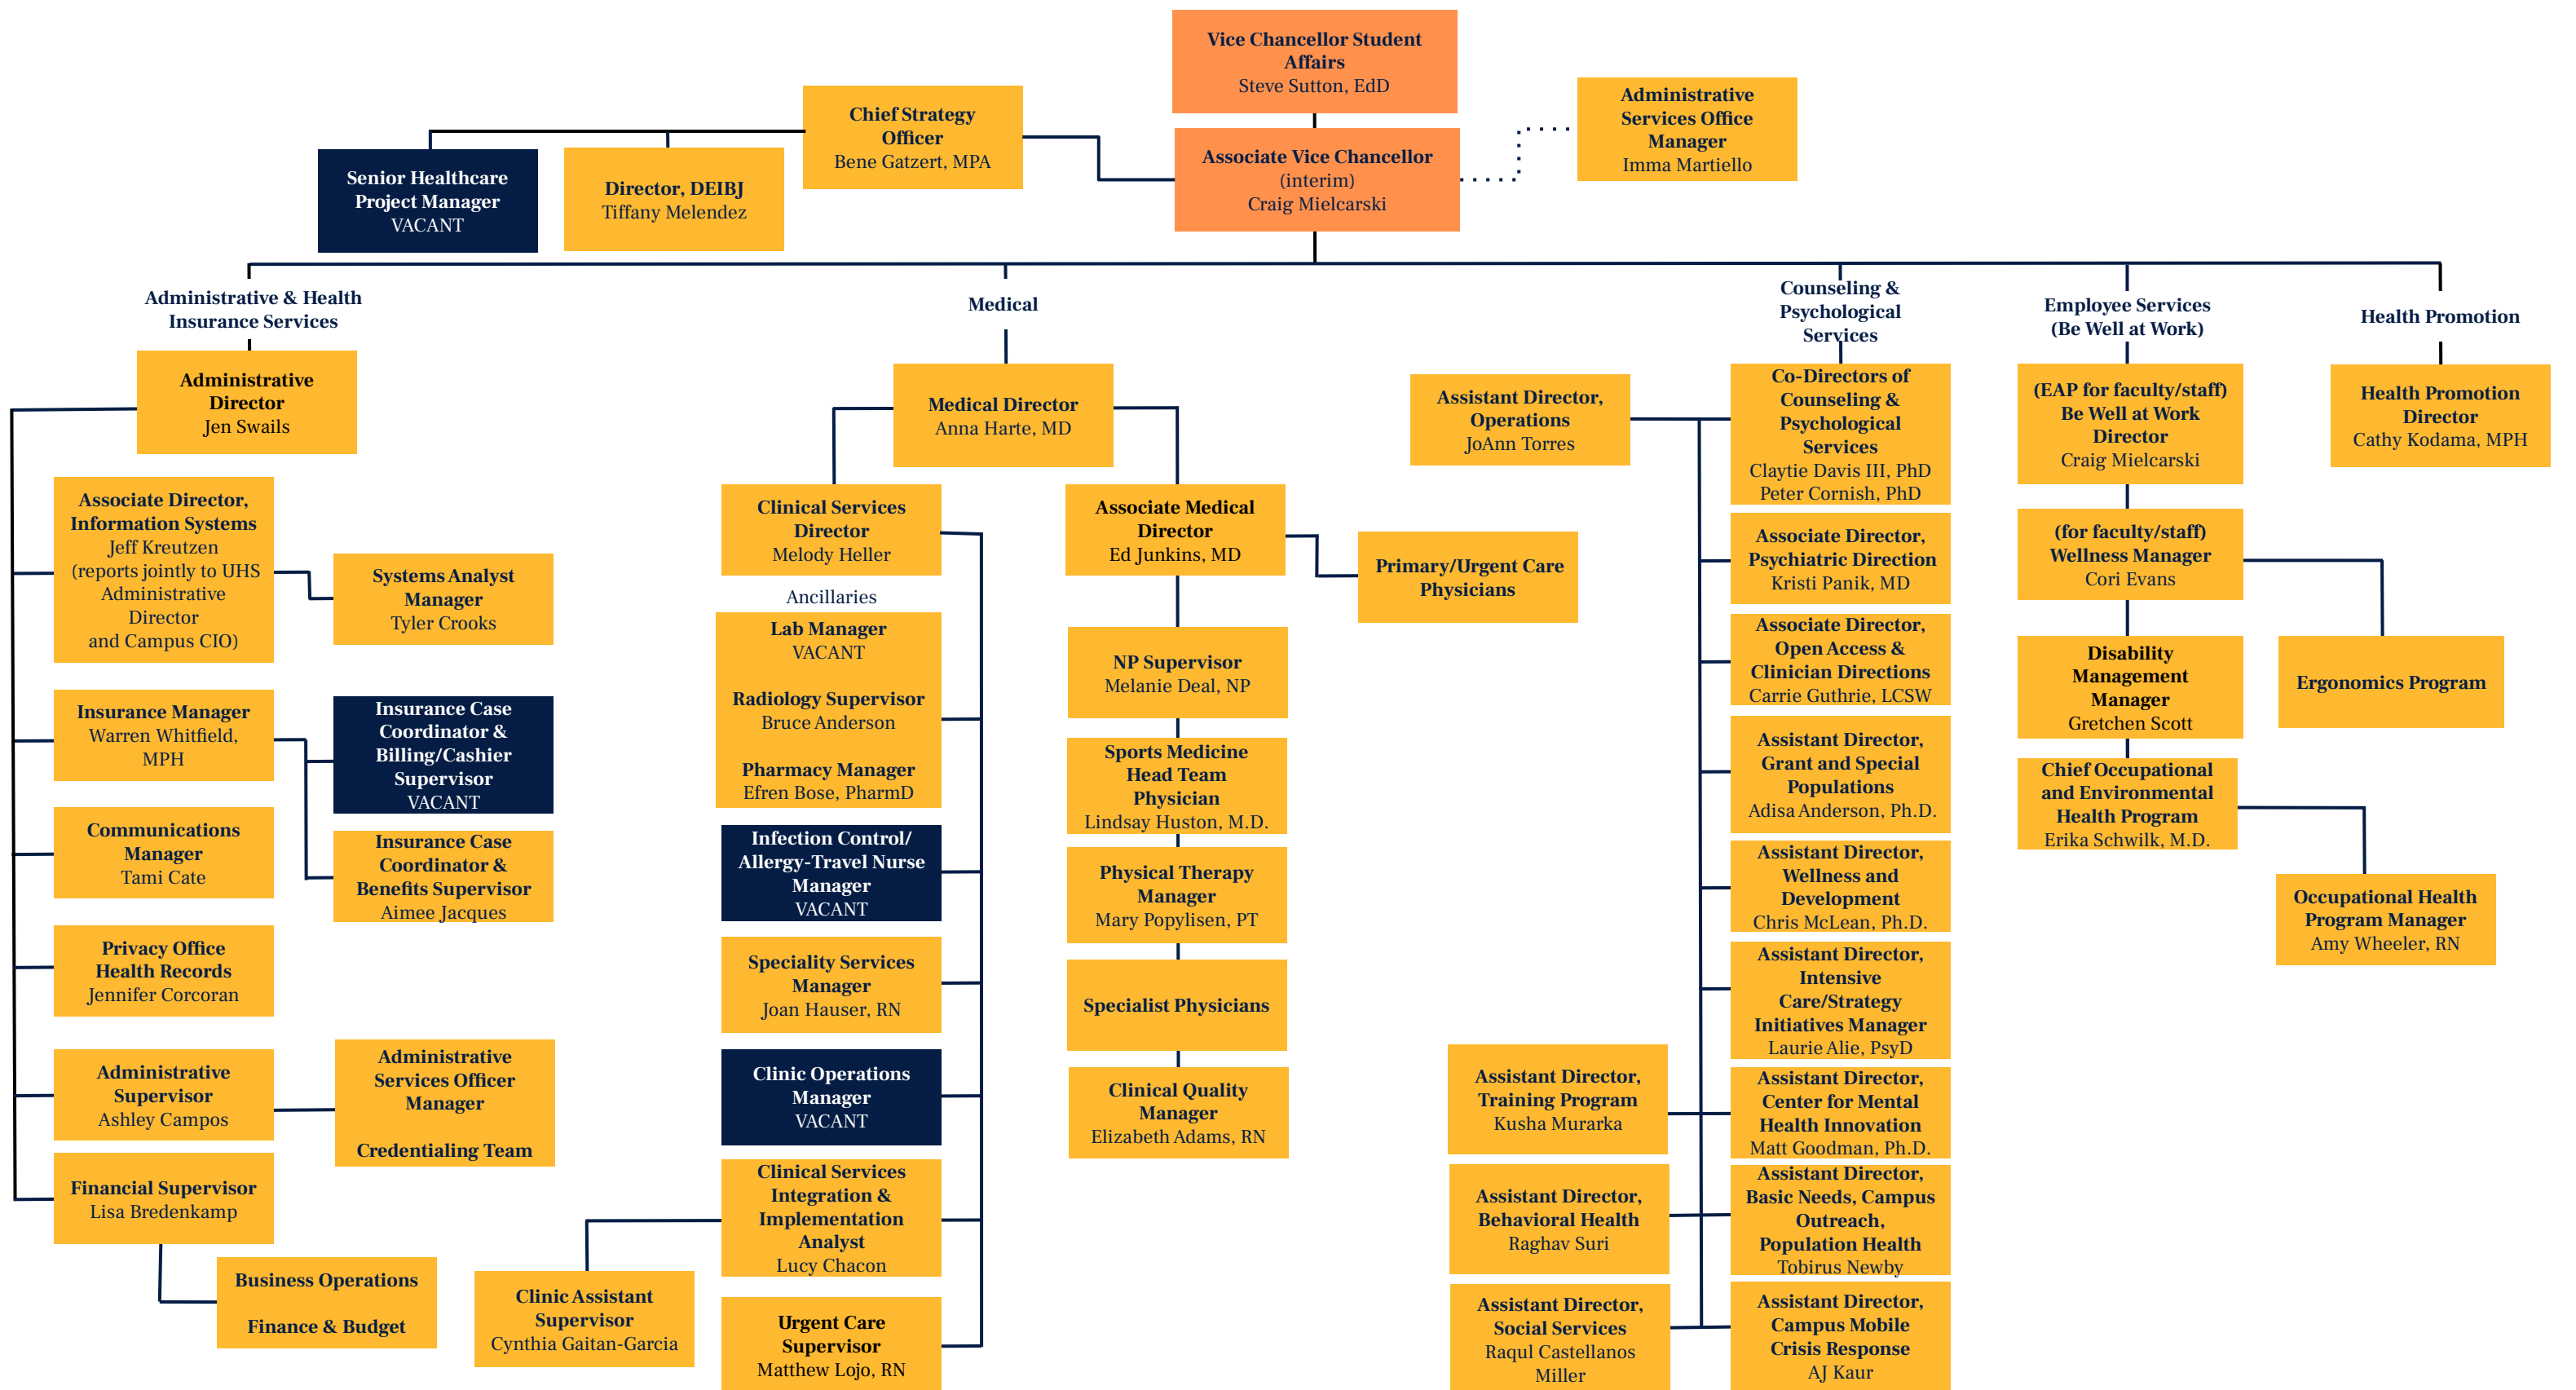 Vice Chancellor Student
Affairs
Steve Sutton, EdD
Chief Strategy
Officer
Bene Gatzert, MPA
Administrative
Services Office
Manager
Imma Martiello
Associate Vice Chancellor
(interim)
Craig Mielcarski
Senior Healthcare
Project Manager
VACANT
Director, DEIBJ
Tiffany Melendez
Administrative & Health
Insurance Services
Administrative
Director
Jen Swails
Associate Director,
Information Systems
Jeff Kreutzen
(reports jointly to UHS
Administrative
Director
and Campus CIO)
Systems Analyst
Manager
Tyler Crooks
Insurance Manager
Warren Whitfield,
MPH
Insurance Case
Coordinator &
Billing/Cashier
Supervisor
VACANT
Insurance Case
Coordinator &
Benefits Supervisor
Aimee Jacques
Communications
Manager
Tami Cate
Privacy Office
Health Records
Jennifer Corcoran
Administrative
Supervisor
Ashley Campos
Administrative
Services Officer
Manager
Credentialing Team
Financial Supervisor
Lisa Bredenkamp
Business Operations
Finance & Budget
Medical
Medical Director
Anna Harte, MD
Clinical Services
Director
Melody Heller
Ancillaries
Lab Manager
VACANT
Radiology Supervisor
Bruce Anderson
Pharmacy Manager
Efren Bose, PharmD
Infection Control/
Allergy-Travel Nurse
Manager
VACANT
Speciality Services
Manager
Joan Hauser, RN
Clinic Operations
Manager
VACANT
Clinical Services
Integration &
Implementation
Analyst
Lucy Chacon
Clinic Assistant
Supervisor
Cynthia Gaitan-Garcia
Urgent Care
Supervisor
Matthew Lojo, RN
Associate Medical
Director
Ed Junkins, MD
Primary/Urgent Care
Physicians
NP Supervisor
Melanie Deal, NP
Sports Medicine
Head Team
Physician
Lindsay Huston, M.D.
Physical Therapy
Manager
Mary Popylisen, PT
Specialist Physicians
Clinical Quality
Manager
Elizabeth Adams, RN
Counseling &
Psychological
Services
Assistant Director,
Operations
JoAnn Torres
Co-Directors of
Counseling &
Psychological
Services
Claytie Davis III, PhD
Peter Cornish, PhD
Associate Director,
Psychiatric Direction
Kristi Panik, MD
Associate Director,
Open Access &
Clinician Directions
Carrie Guthrie, LCSW
Assistant Director,
Grant and Special
Populations
Adisa Anderson, Ph.D.
Assistant Director,
Wellness and
Development
Chris McLean, Ph.D.
Assistant Director,
Intensive
Care/Strategy
Initiatives Manager
Laurie Alie, PsyD
Assistant Director,
Training Program
Kusha Murarka
Assistant Director,
Center for Mental
Health Innovation
Matt Goodman, Ph.D.
Assistant Director,
Behavioral Health
Raghav Suri
Assistant Director,
Basic Needs, Campus
Outreach,
Population Health
Tobirus Newby
Assistant Director,
Social Services
Raqul Castellanos
Miller
Assistant Director,
Campus Mobile
Crisis Response
AJ Kaur
Employee Services
(Be Well at Work)
(EAP for faculty/staff)
Be Well at Work
Director
Craig Mielcarski
(for faculty/staff)
Wellness Manager
Cori Evans
Disability
Management
Manager
Gretchen Scott
Ergonomics Program
Chief Occupational
and Environmental
Health Program
Erika Schwilk, M.D.
Occupational Health
Program Manager
Amy Wheeler, RN
Health Promotion
Health Promotion
Director
Cathy Kodama, MPH